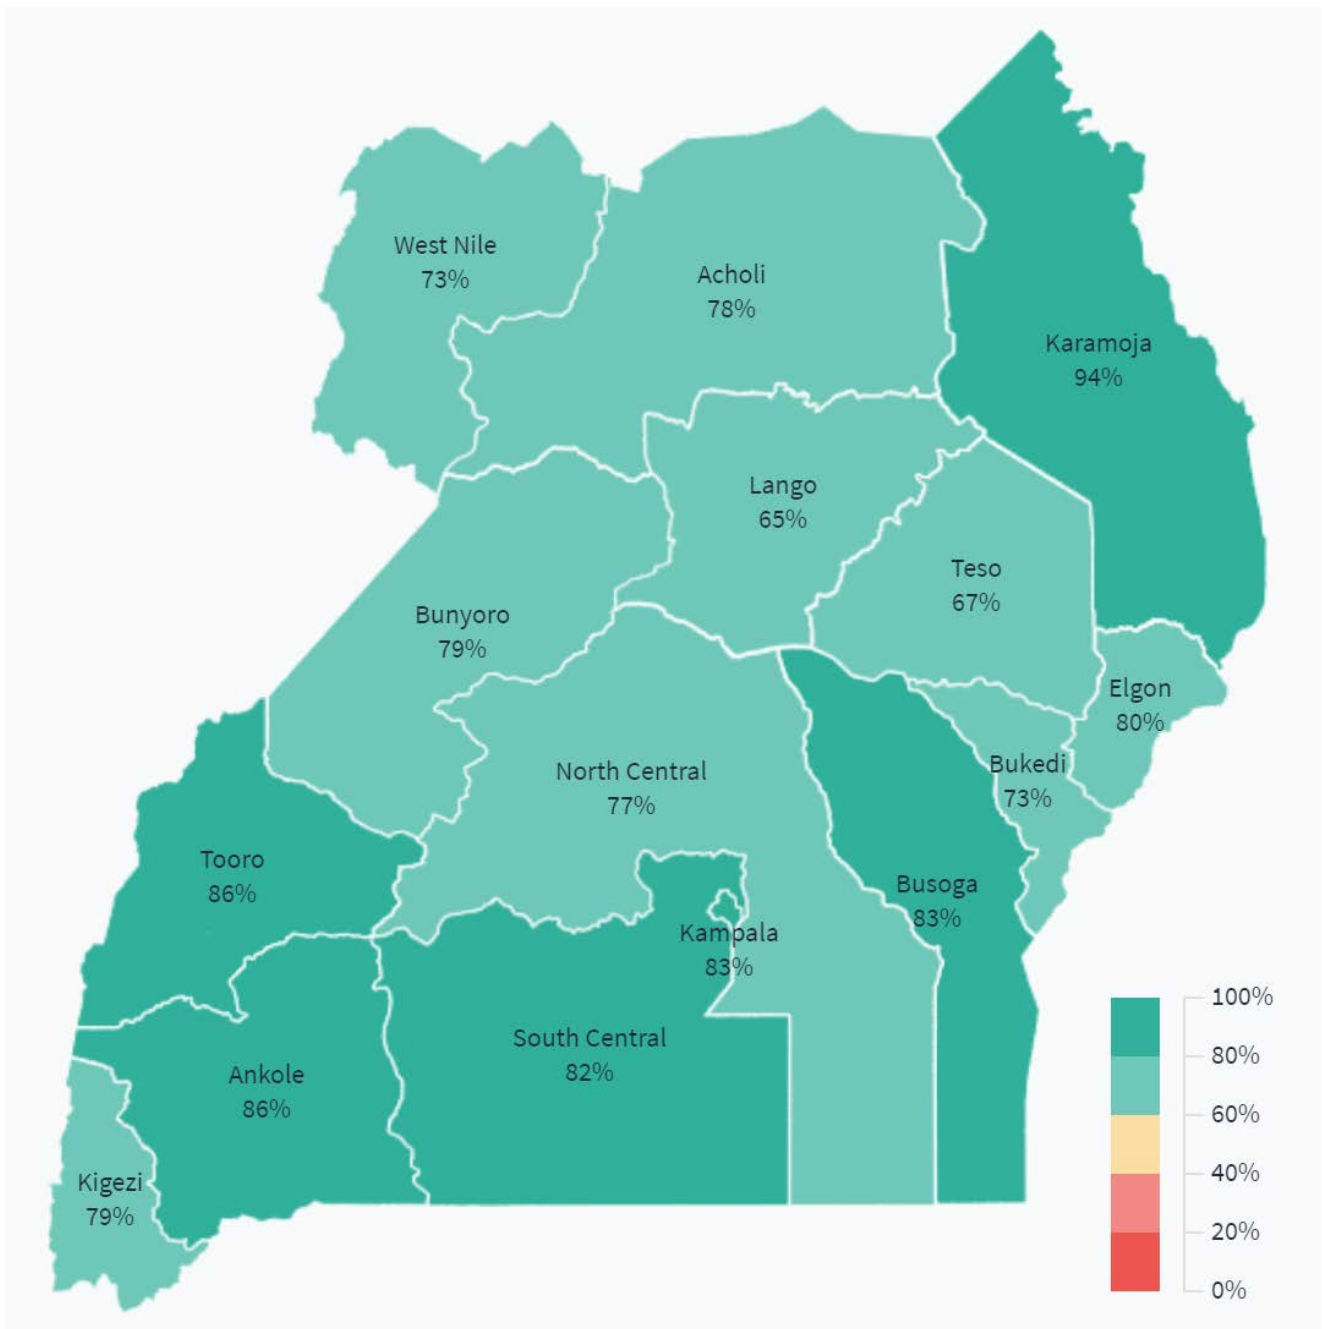 West Nile
73%
Acholi
78%
Karamoja
94%
Lango
65%
Teso
67%
Bunyoro
79%
Elgon
80%
North Central
77%
Bukedi
73%
Tooro
86%
Busoga
83%
Kampala
83%
South Central
82%
Ankole
86%
Kigezi
79%
100%
80%
60%
40%
20%
0%